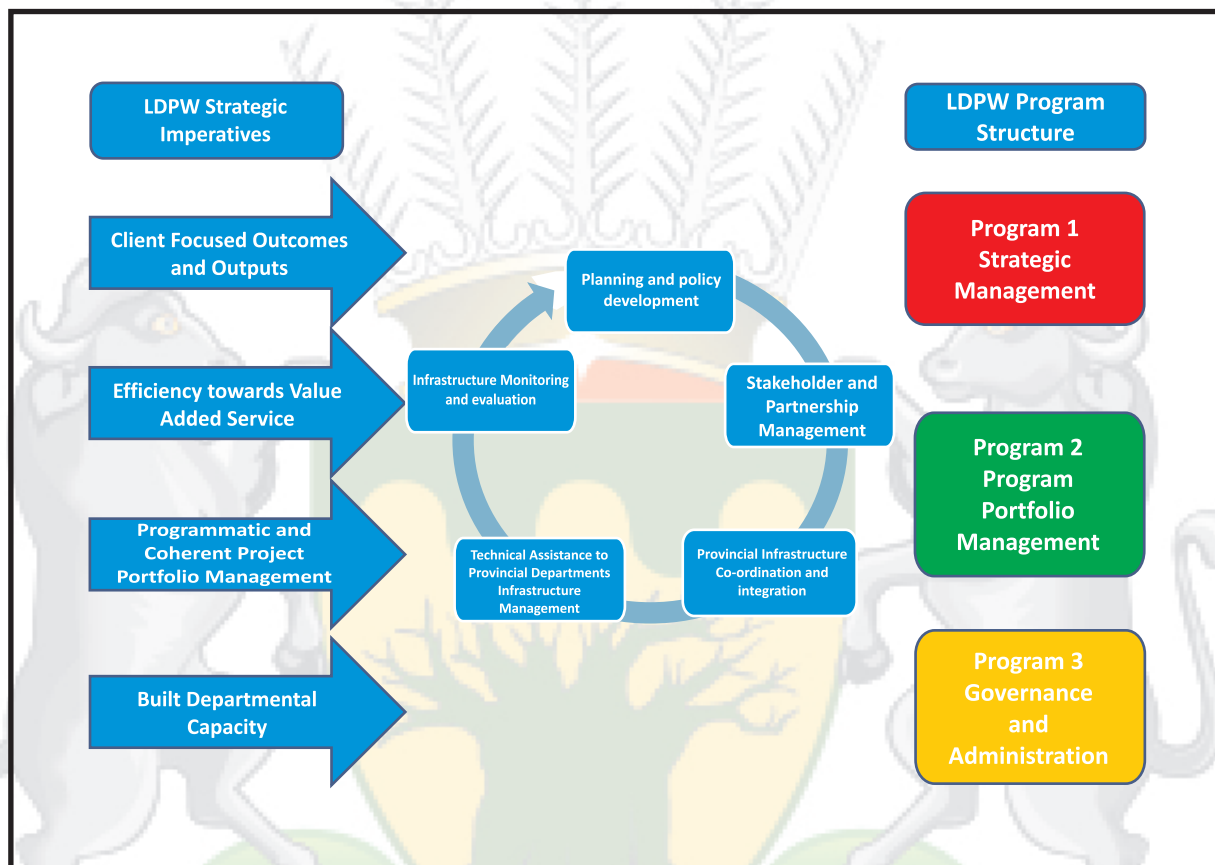 LDPW Strategic
Imperatives
Client Focused Outcomes
and Outputs
Efficiency towards Value
Added Service
Programmatic and
Coherent Project
Portfolio Management
Built Departmental
Capacity
Planning and policy
development
Stakeholder and
Partnership
Management
Provincial Infrastructure
Co-ordination and
integration
Technical Assistance to
Provincial Departments
Infrastructure
Management
Infrastructure Monitoring
and evaluation
LDPW Program
Structure
Program 1
Strategic
Management
Program 2
Program
Portfolio
Management
Program 3
Governance
and
Administration